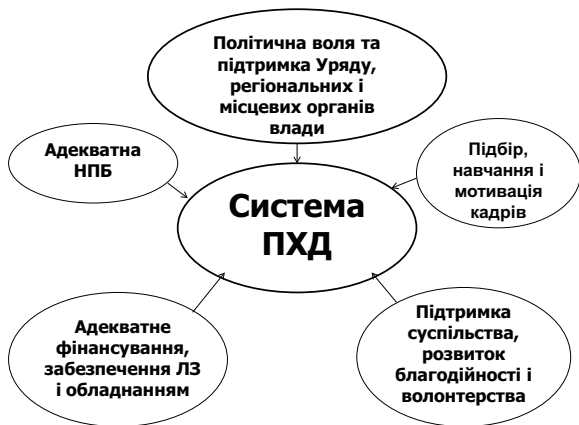 Політична воля та
підтримка Уряду,
регіональних і
місцевих органів
влади
Адекватна
НПБ
Підбір,
навчання і
мотивація
кадрів
Система
ПХД
Адекватне
фінансування,
забезпечення ЛЗ
і обладнанням
Підтримка
суспільства,
розвиток
благодійності і
волонтерства